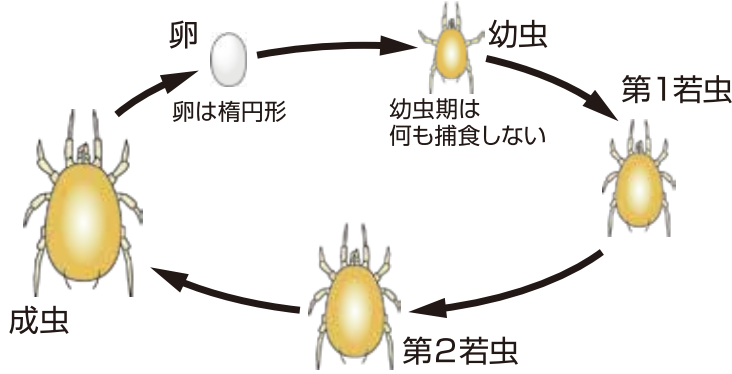 卵
卵は楕円形
幼虫
幼虫期は
何も捕食しない
第1若虫
第2若虫
成虫